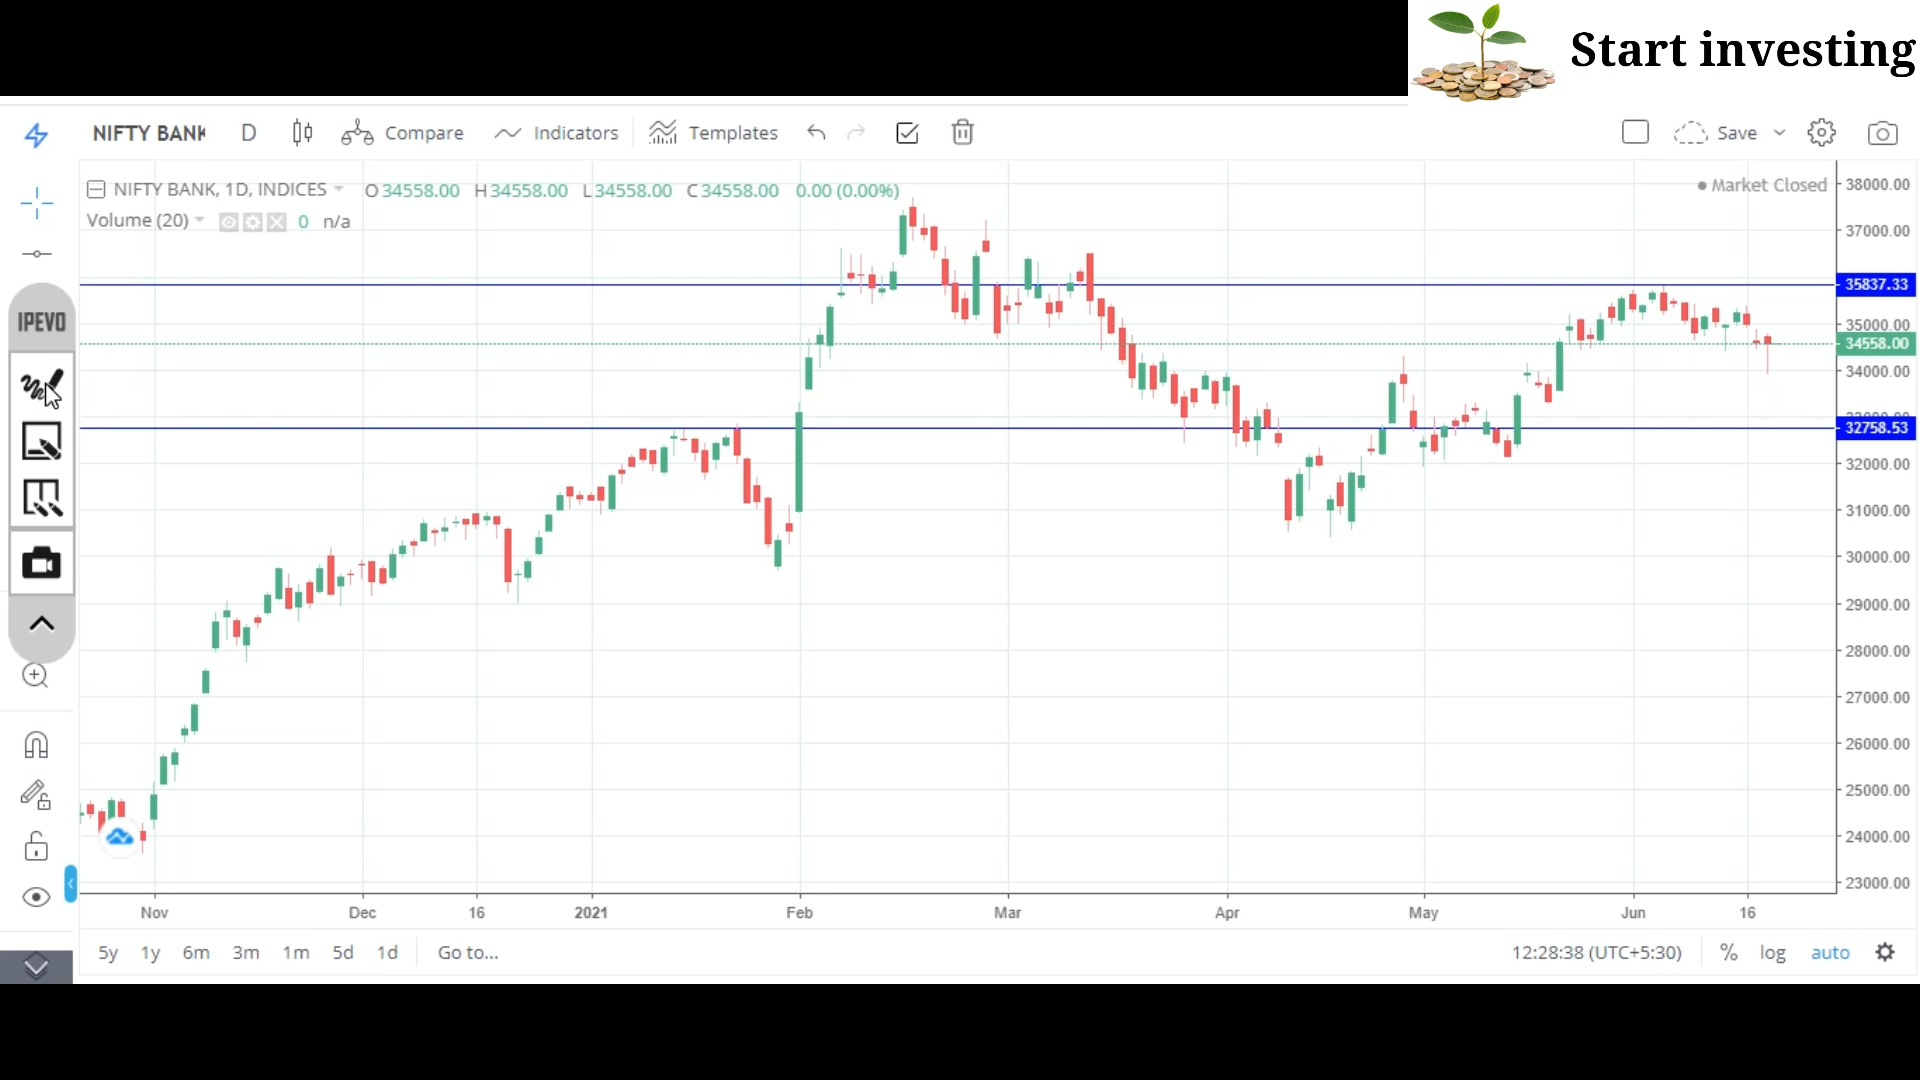 Start investing
NIFTY BANK D Compare Indicators Templates Save
NIFTY BANK, 1D, INDICES O 34558.00 H 34558.00 L 34558.00 C 34558.00 0.00 (0.00%)
Market Closed
Volume (20) 0 n/a
IPEVO
38000.00
37000.00
35837.33
35000.00
34558.00
34000.00
32758.53
32000.00
31000.00
30000.00
29000.00
28000.00
27000.00
26000.00
25000.00
24000.00
23000.00
Nov Dec 16 2021 Feb Mar Apr May Jun 16
5y 1y 6m 3m 1m 5d 1d Go to... 12:28:38 (UTC+5:30) % log auto